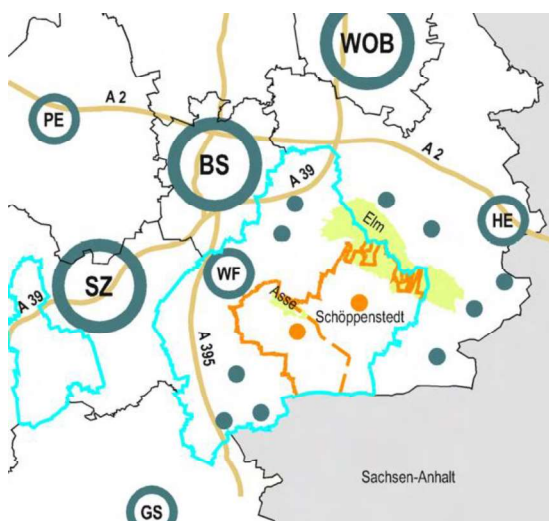 WOB
A 2
PE
BS
A 39
A 2
Elm
HE
WF
SZ
A 39
Asse
Schöppenstedt
A 395
Sachsen-Anhalt
GS